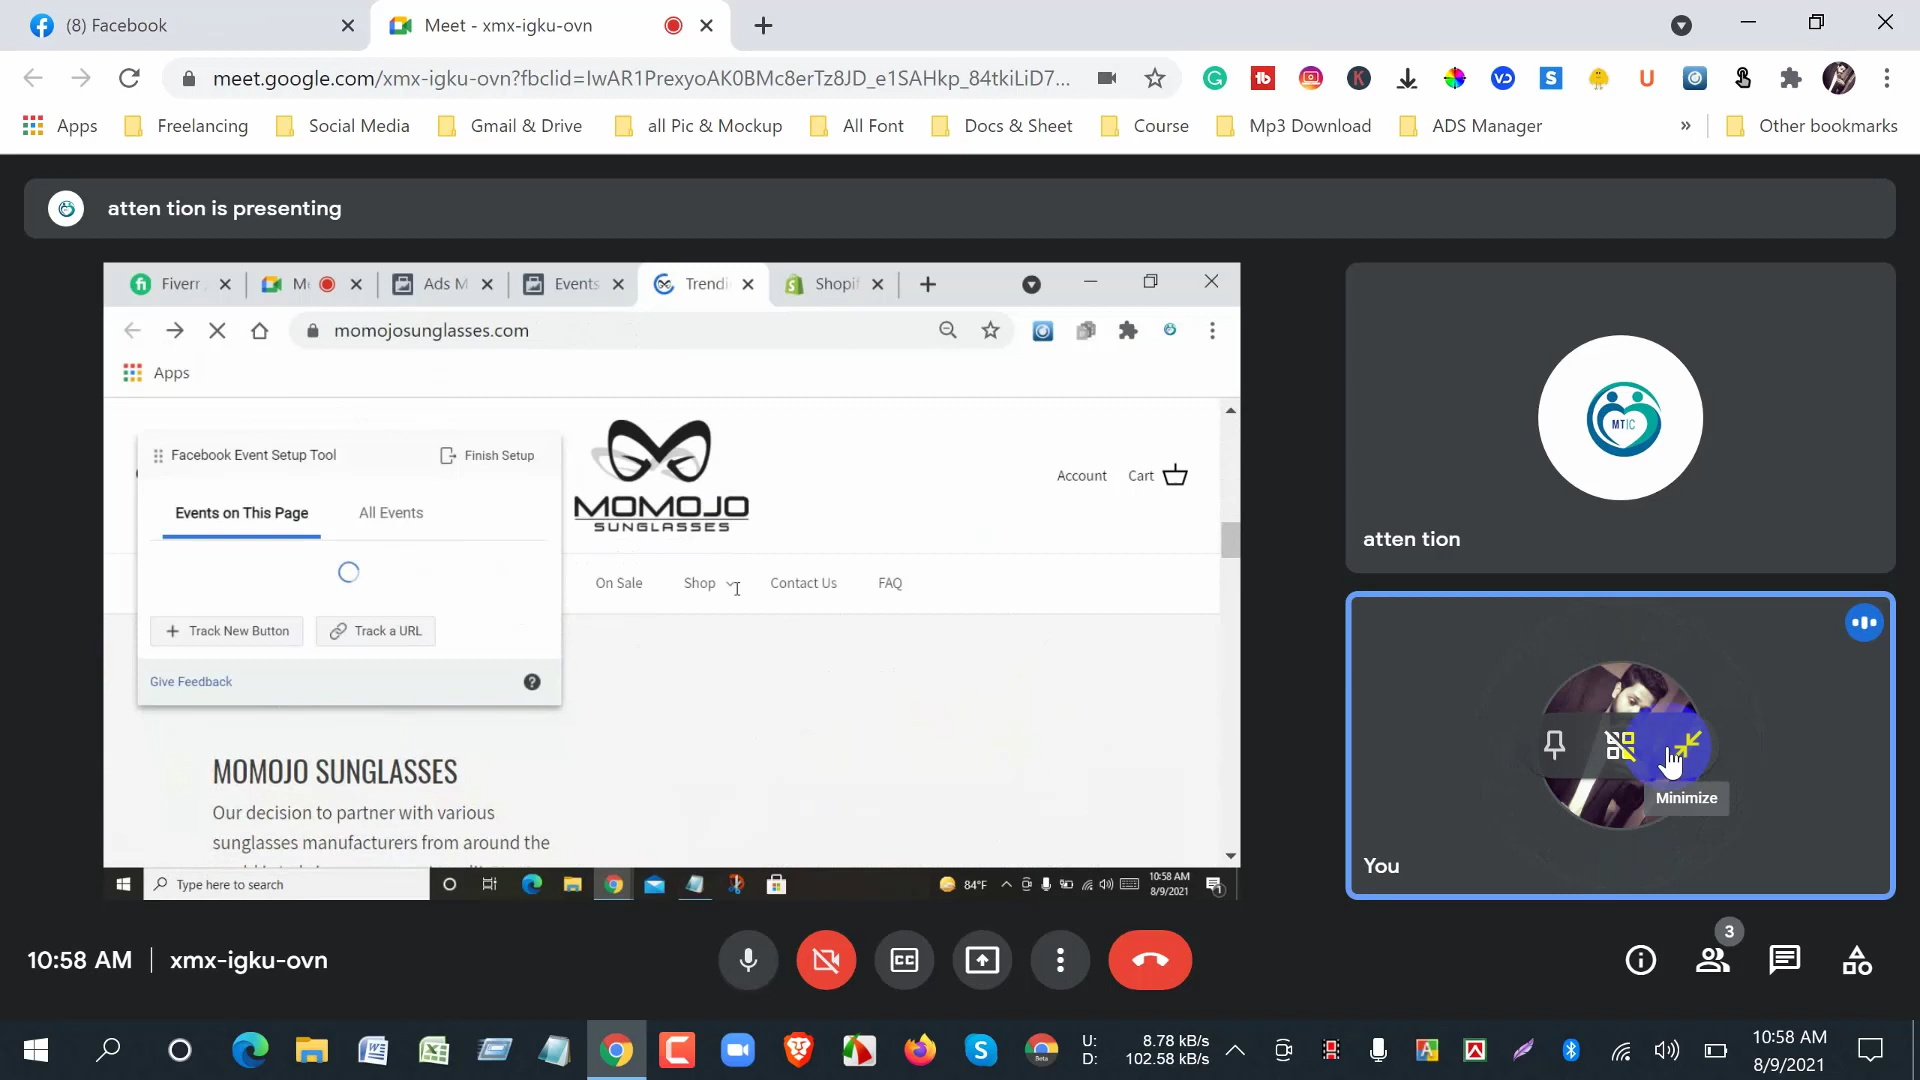 (8) Facebook
Meet - xmx-igku-ovn
meet.google.com/xmx-igku-ovn?fbclid=IwAR1PrexyoAK0BMc8erTz8JD_e1SAHkp_84tkiLiD7...
Apps Freelancing Social Media Gmail & Drive all Pic & Mockup All Font Docs & Sheet Course Mp3 Download ADS Manager » Other bookmarks
atten tion is presenting
Fiverr Ads M Events Trendi Shopif
momojosunglasses.com
Apps
Facebook Event Setup Tool Finish Setup
Events on This Page All Events
Track New Button Track a URL
Give Feedback
MOMOJO
SUNGLASSES
Account Cart
On Sale Shop Contact Us FAQ
MOMOJO SUNGLASSES
Our decision to partner with various
sunglasses manufacturers from around the
Type here to search
84°F
10:58 AM
8/9/2021
MTIC
atten tion
Minimize
You
10:58 AM | xmx-igku-ovn
CC
3
U: 8.78 kB/s
D: 102.58 kB/s
10:58 AM
8/9/2021